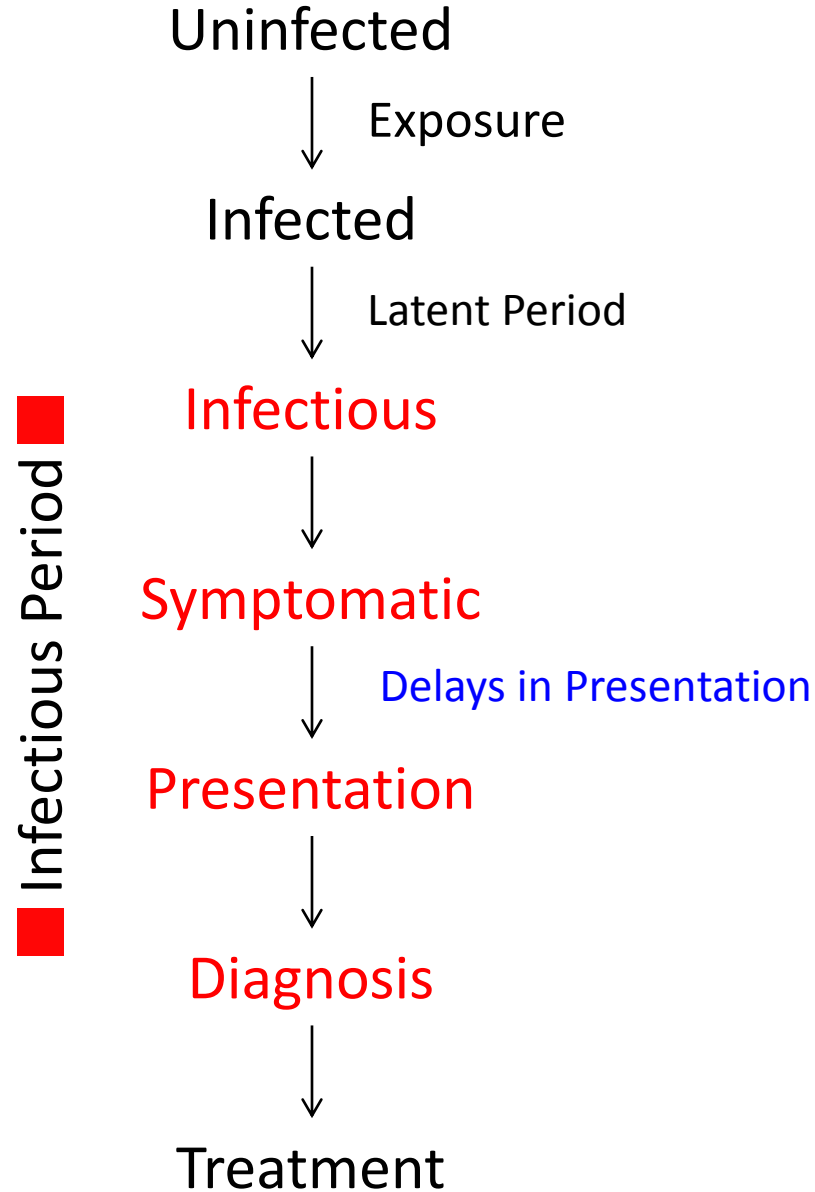 Uninfected
Exposure
Infected
Latent Period
Infectious
Infectious Period
Symptomatic
Delays in Presentation
Presentation
Diagnosis
Treatment